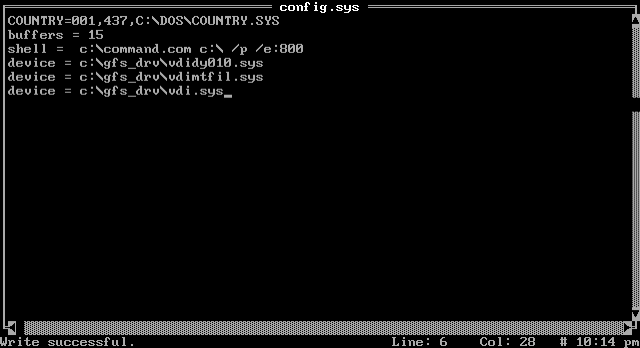 config.sys
COUNTRY=001,437,C:\DOS\COUNTRY.SYS
buffers = 15
shell =  c:\command.com c:\ /p /e:800
device = c:\gfs_drv\vdidy010.sys
device = c:\gfs_drv\vdimtfil.sys
device = c:\gfs_drv\vdi.sys_
Write successful. Line: 6 Col: 28 # 10:14 pm